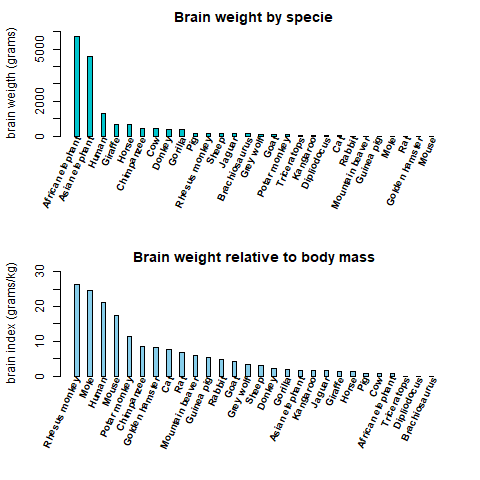 Brain weight by specie
brain weigth (grams)
0
2000
6000
African elephant
Asian elephant
Human
Giraffe
Horse
Chimpanzee
Cow
Donkey
Gorilla
Pig
Rhesus monkey
Sheep
Jaguar
Brachiosaurus
Grey wolf
Goat
Potar monkey
Triceratops
Kangaroo
Dipliodocus
Cat
Rabbit
Mountain beaver
Guinea pig
Mole
Rat
Golden hamster
Mouse
Brain weight relative to body mass
brain index (grams/kg)
0
10
20
30
Rhesus monkey
Mole
Human
Mouse
Potar monkey
Chimpanzee
Golden hamster
Cat
Rat
Mountain beaver
Guinea pig
Rabbit
Goat
Grey wolf
Sheep
Donkey
Gorilla
Asian elephant
Kangaroo
Jaguar
Giraffe
Horse
Pig
Cow
African elephant
Triceratops
Dipliodocus
Brachiosaurus